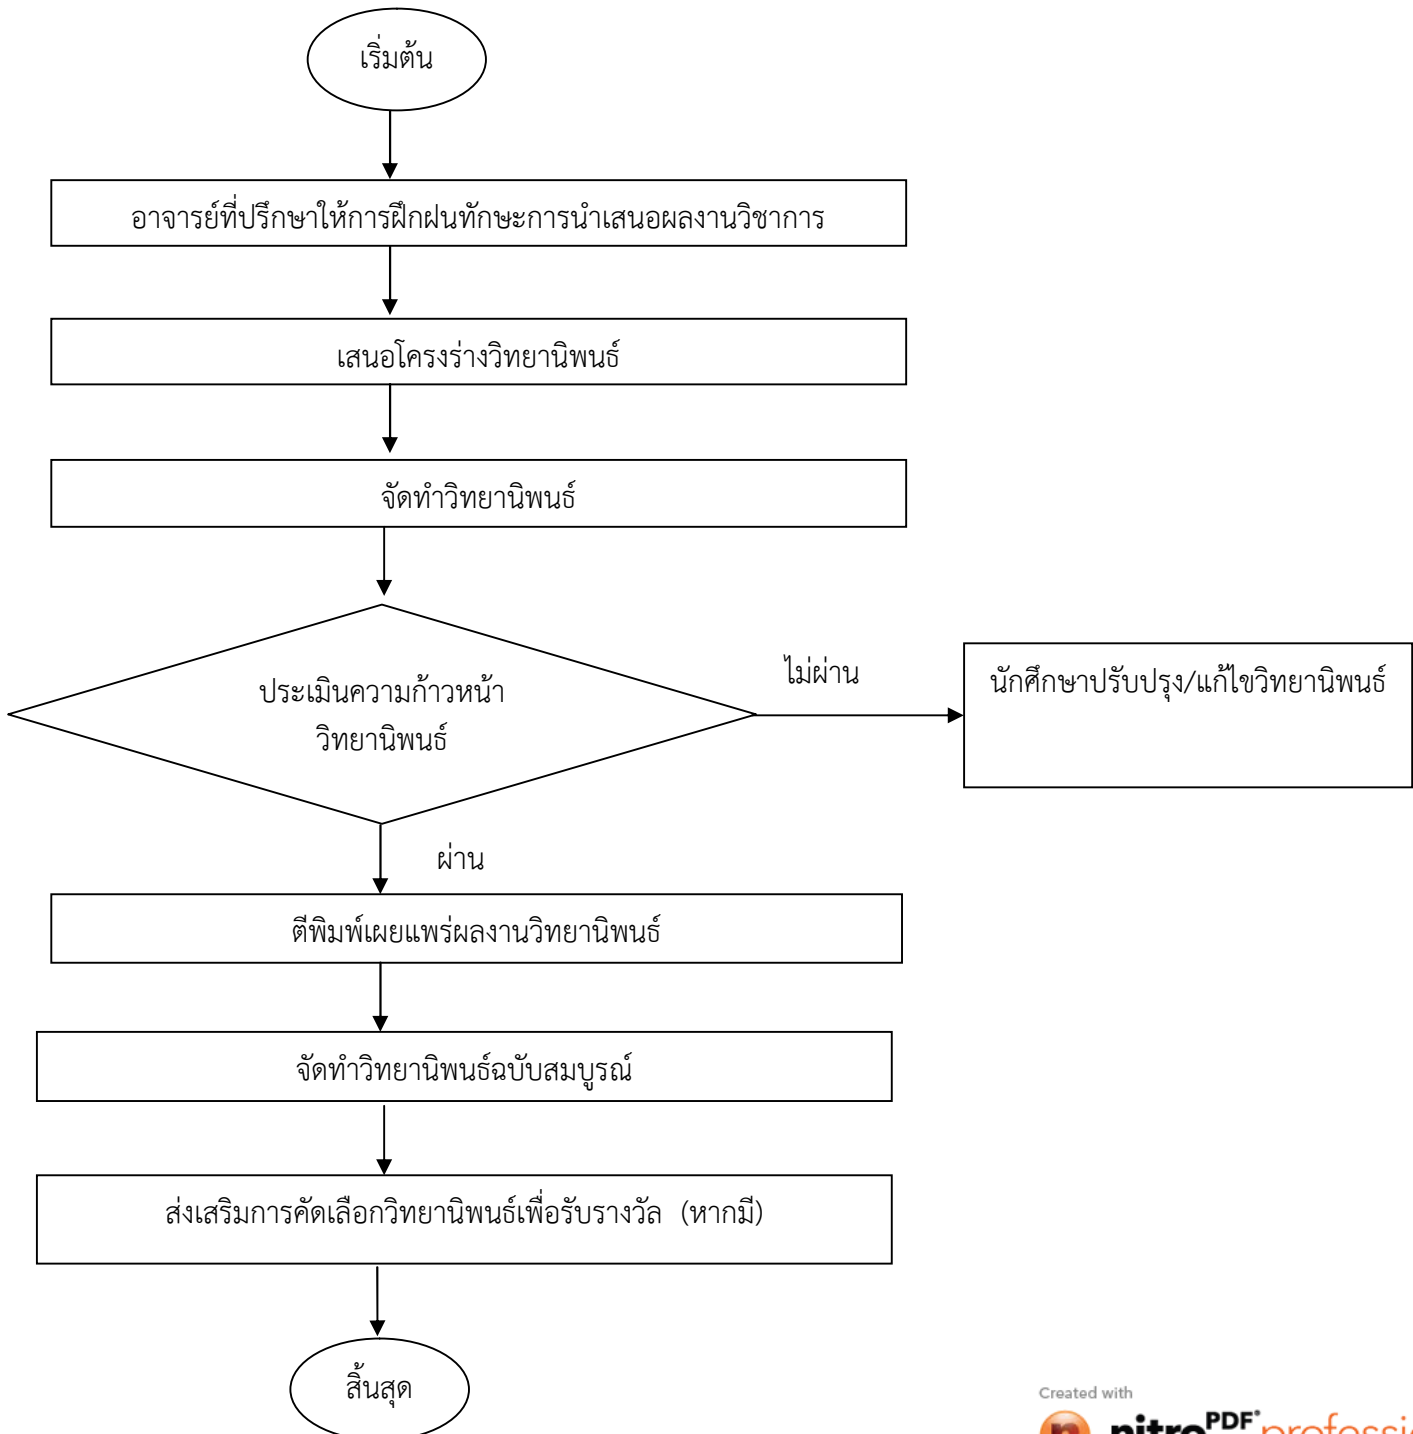 เริ่มต้น
อาจารย์ที่ปรึกษาให้การฝึกฝนทักษะการนำเสนอผลงานวิชาการ
เสนอโครงร่างวิทยานิพนธ์
จัดทำวิทยานิพนธ์
ประเมินความก้าวหน้า
วิทยานิพนธ์
ไม่ผ่าน
นักศึกษาปรับปรุง/แก้ไขวิทยานิพนธ์
ผ่าน
ตีพิมพ์เผยแพร่ผลงานวิทยานิพนธ์
จัดทำวิทยานิพนธ์ฉบับสมบูรณ์
ส่งเสริมการคัดเลือกวิทยานิพนธ์เพื่อรับรางวัล (หากมี)
สิ้นสุด
Created with
nitro PDF